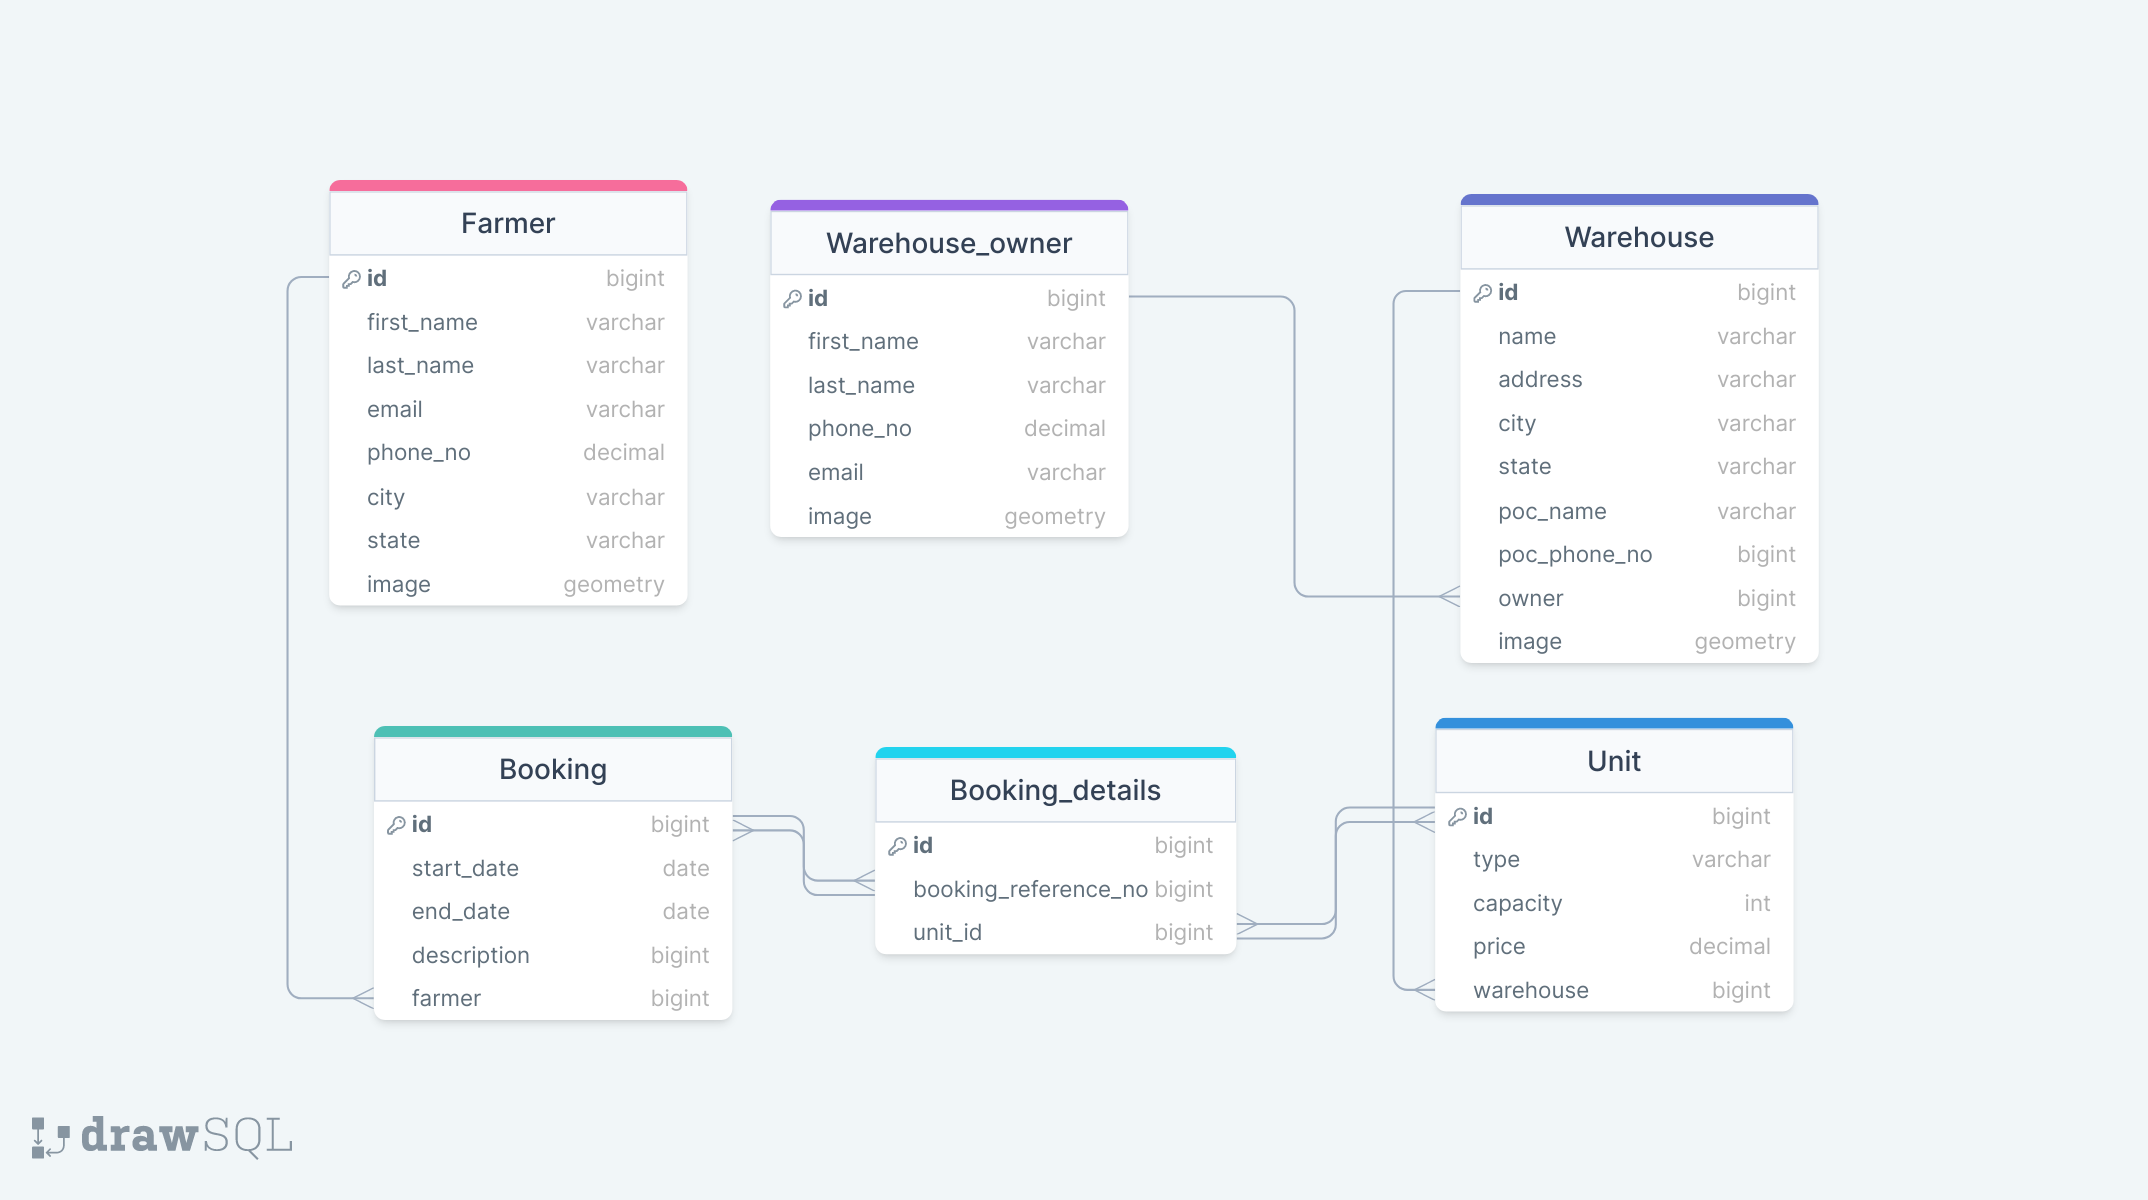 Farmer
id bigint
first_name varchar
last_name varchar
email varchar
phone_no decimal
city varchar
state varchar
image geometry
Warehouse_owner
id bigint
first_name varchar
last_name varchar
phone_no decimal
email varchar
image geometry
Warehouse
id bigint
name varchar
address varchar
city varchar
state varchar
poc_name varchar
poc_phone_no bigint
owner bigint
image geometry
Booking
id bigint
start_date date
end_date date
description bigint
farmer bigint
Booking_details
id bigint
booking_reference_no bigint
unit_id bigint
Unit
id bigint
type varchar
capacity int
price decimal
warehouse bigint
drawSQL